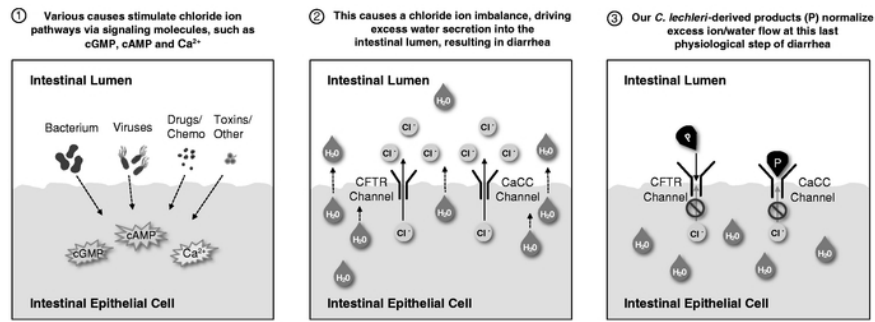 ① Various causes stimulate chloride ion
pathways via signaling molecules, such as
cGMP, cAMP and Ca²⁺
Intestinal Lumen
Bacterium Viruses Drugs/ Toxins/
Chemo Other
cGMP cAMP Ca²⁺
Intestinal Epithelial Cell
② This causes a chloride ion imbalance, driving
excess water secretion into the
intestinal lumen, resulting in diarrhea
Intestinal Lumen
H₂O
Cl⁻ Cl⁻
H₂O Cl⁻ Cl⁻ Cl⁻ Cl⁻ H₂O
CFTR CaCC
Channel Channel
H₂O H₂O H₂O
H₂O Cl⁻ Cl⁻ H₂O
H₂O
Intestinal Epithelial Cell
③ Our C. lechleri-derived products (P) normalize
excess ion/water flow at this last
physiological step of diarrhea
Intestinal Lumen
P P
CFTR CaCC
Channel Channel
H₂O Cl⁻ H₂O Cl⁻ H₂O
H₂O H₂O
Intestinal Epithelial Cell